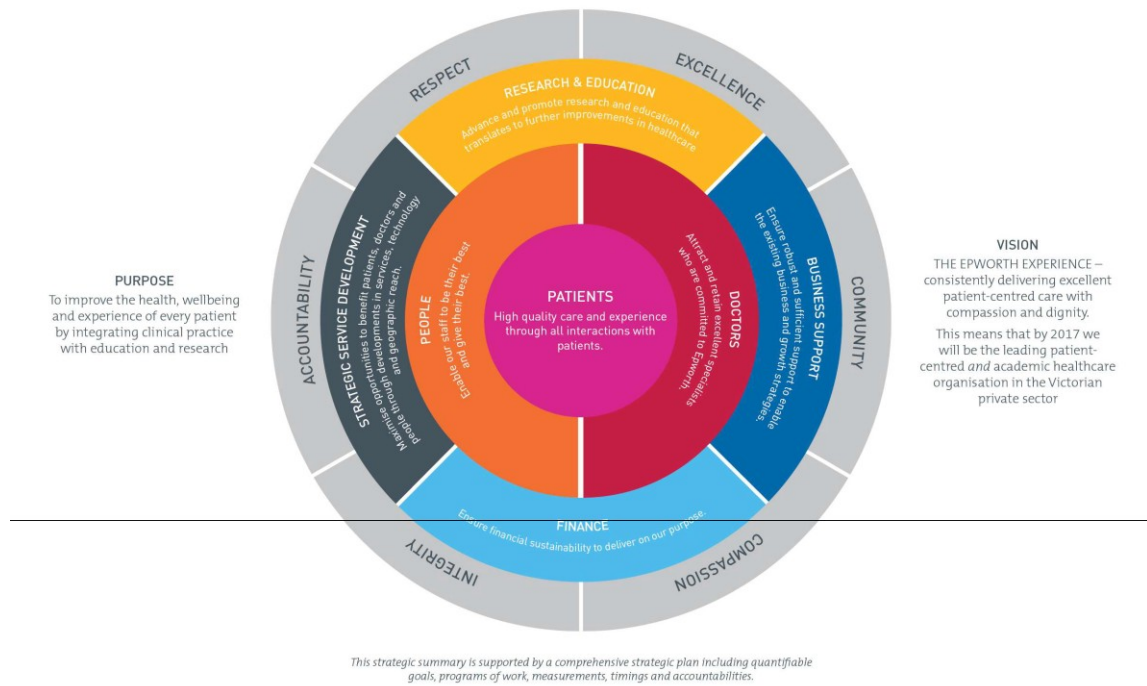 RESPECT
EXCELLENCE
RESEARCH & EDUCATION
Advance and promote research and education that
translates to further improvements in healthcare
PURPOSE
To improve the health, wellbeing
and experience of every patient
by integrating clinical practice
with education and research
ACCOUNTABILITY
STRATEGIC SERVICE DEVELOPMENT
Maximise opportunities to benefit patients, doctors and
people through developments in services, technology
and geographic reach.
PEOPLE
Enable our staff to be their best
and give their best.
PATIENTS
High quality care and experience
through all interactions with
patients.
DOCTORS
Attract and retain excellent specialists
who are committed to Epworth.
BUSINESS SUPPORT
Ensure robust and sufficient support to enable
the existing business and growth strategies.
COMMUNITY
VISION
THE EPWORTH EXPERIENCE –
consistently delivering excellent
patient-centred care with
compassion and dignity.
This means that by 2017 we
will be the leading patient-
centred and academic healthcare
organisation in the Victorian
private sector
FINANCE
Ensure financial sustainability to deliver on our purpose.
INTEGRITY
COMPASSION
This strategic summary is supported by a comprehensive strategic plan including quantifiable
goals, programs of work, measurements, timings and accountabilities.